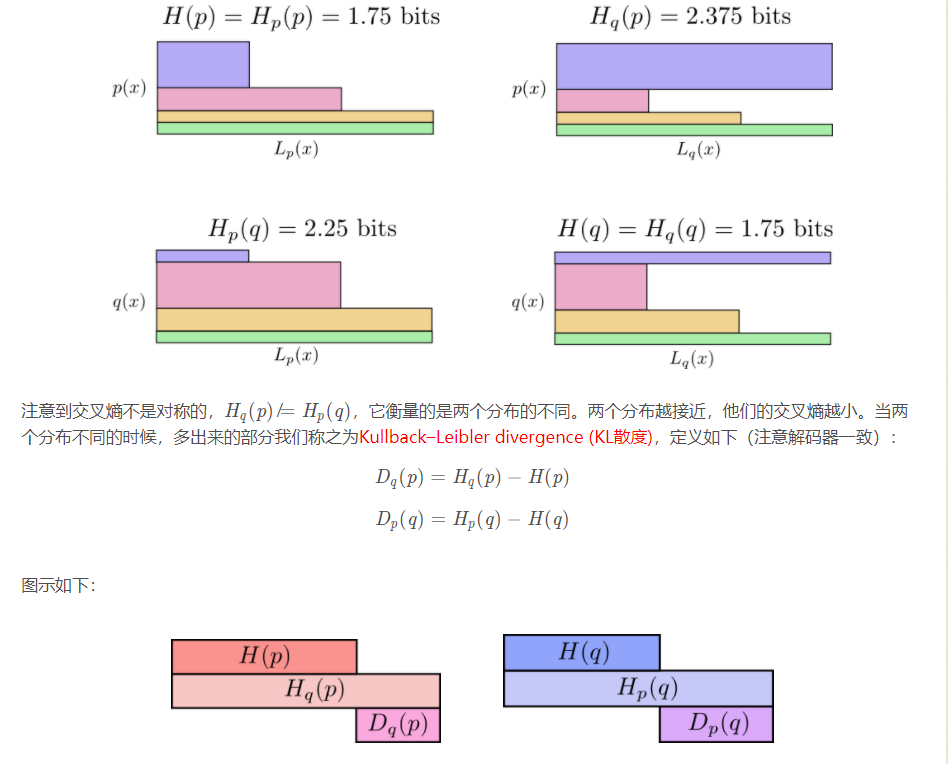 H(p) = H_p(p) = 1.75 bits
H_q(p) = 2.375 bits
p(x)
L_p(x)
p(x)
L_q(x)
H_p(q) = 2.25 bits
H(q) = H_q(q) = 1.75 bits
q(x)
L_p(x)
q(x)
L_q(x)
注意到交叉熵不是对称的，H_q(p)/= H_p(q)，它衡量的是两个分布的不同。两个分布越接近，他们的交叉熵越小。当两
个分布不同的时候，多出来的部分我们称之为Kullback–Leibler divergence (KL散度)，定义如下（注意解码器一致）：
D_q(p) = H_q(p) − H(p)
D_p(q) = H_p(q) − H(q)
图示如下：
H(p)
H_q(p)
D_q(p)
H(q)
H_p(q)
D_p(q)